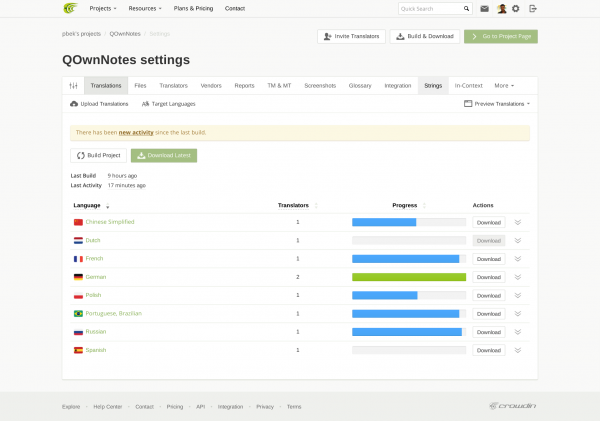 Projects Resources Plans & Pricing Contact Quick Search
pbek's projects / QOwnNotes / Settings
Invite Translators Build & Download Go to Project Page
QOwnNotes settings
Translations Files Translators Vendors Reports TM & MT Screenshots Glossary Integration Strings In-Context More
Upload Translations Target Languages Preview Translations
There has been new activity since the last build.
Build Project Download Latest
Last Build 9 hours ago
Last Activity 17 minutes ago
Language Translators Progress Actions
Chinese Simplified 1 Download
Dutch 1 Download
French 1 Download
German 2 Download
Polish 1 Download
Portuguese, Brazilian 1 Download
Russian 1 Download
Spanish 1 Download
Explore · Help Center · Contact · Pricing · API · Integration · Privacy · Terms crowdin